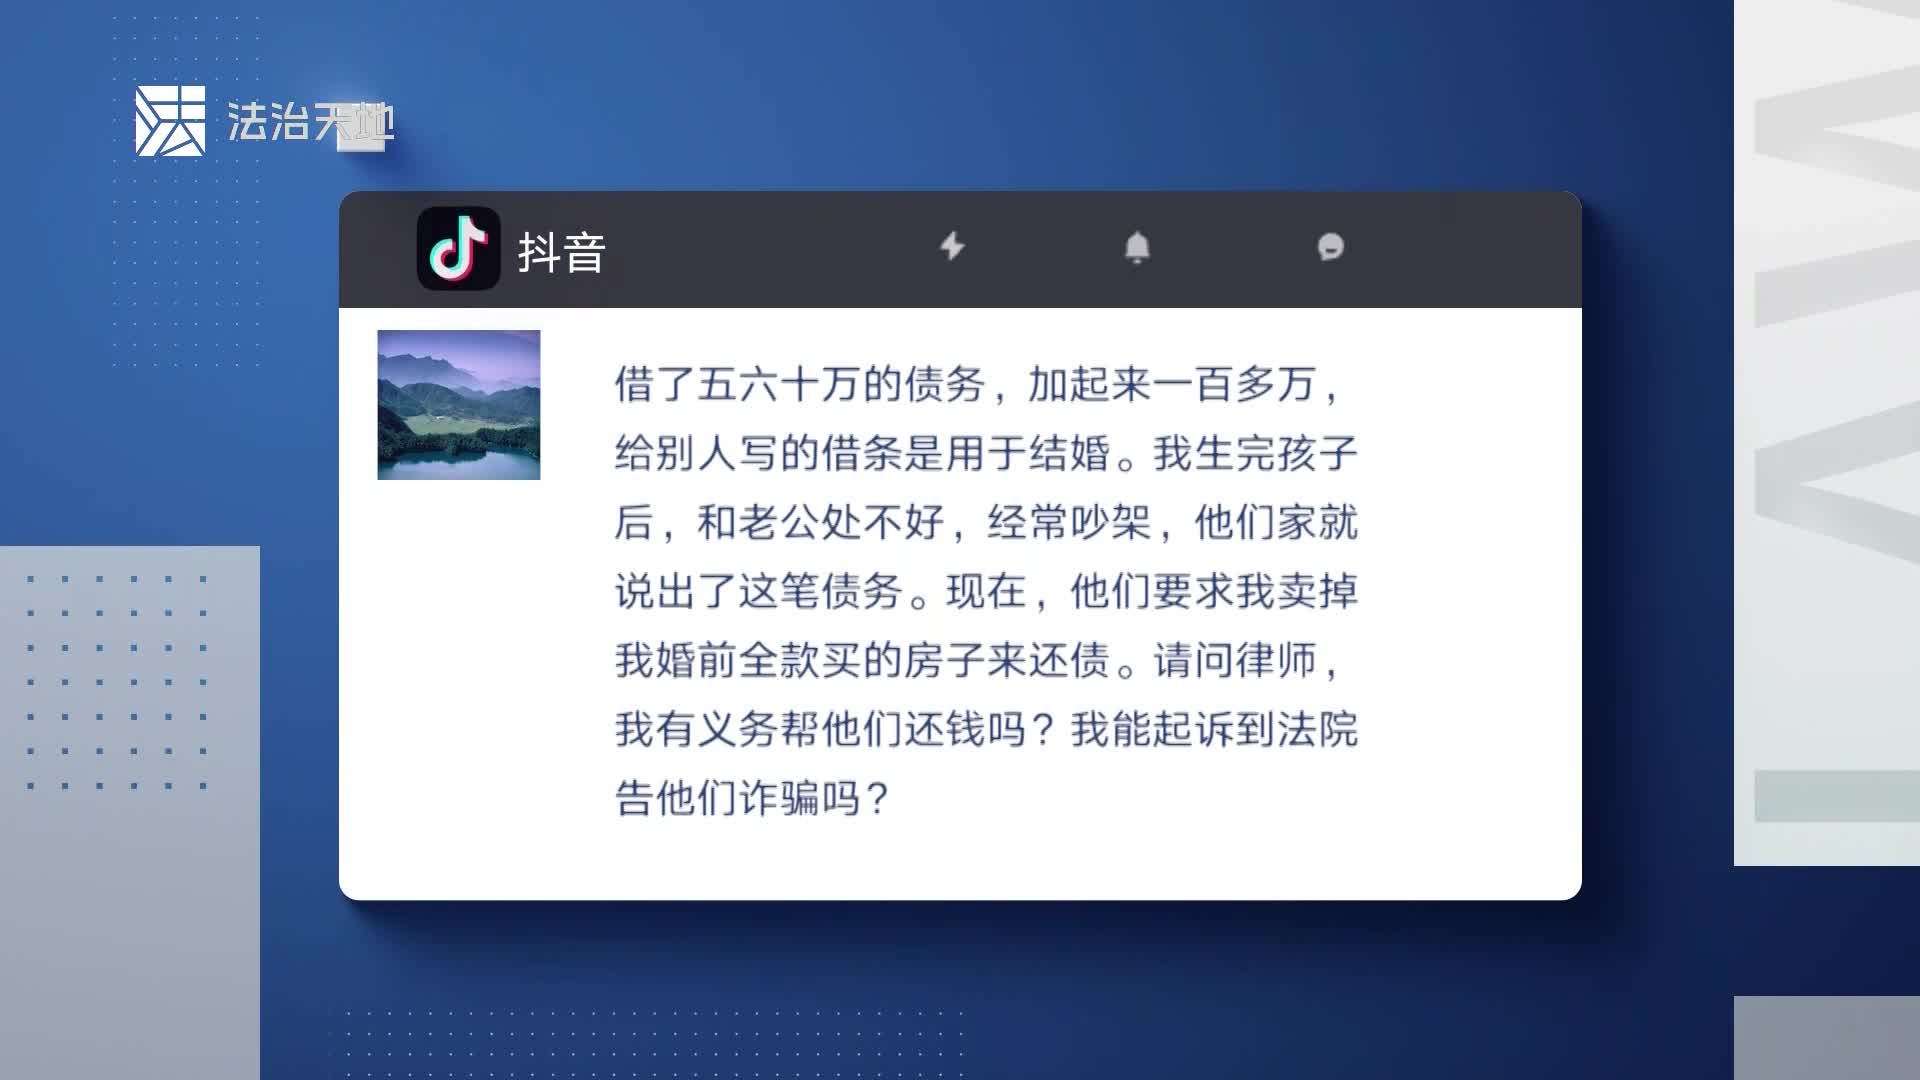 法治天地
抖音
借了五六十万的债务，加起来一百多万，
给别人写的借条是用于结婚。我生完孩子
后，和老公处不好，经常吵架，他们家就
说出了这笔债务。现在，他们要求我卖掉
我婚前全款买的房子来还债。请问律师，
我有义务帮他们还钱吗？我能起诉到法院
告他们诈骗吗？